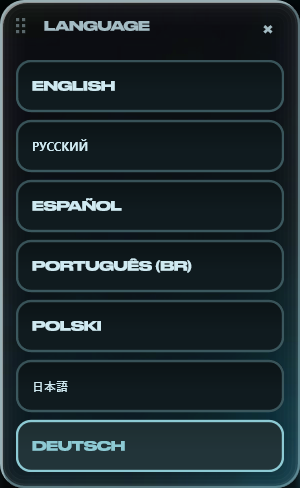 LANGUAGE
ENGLISH
РУССКИЙ
ESPAÑOL
PORTUGUÊS (BR)
POLSKI
日本語
DEUTSCH